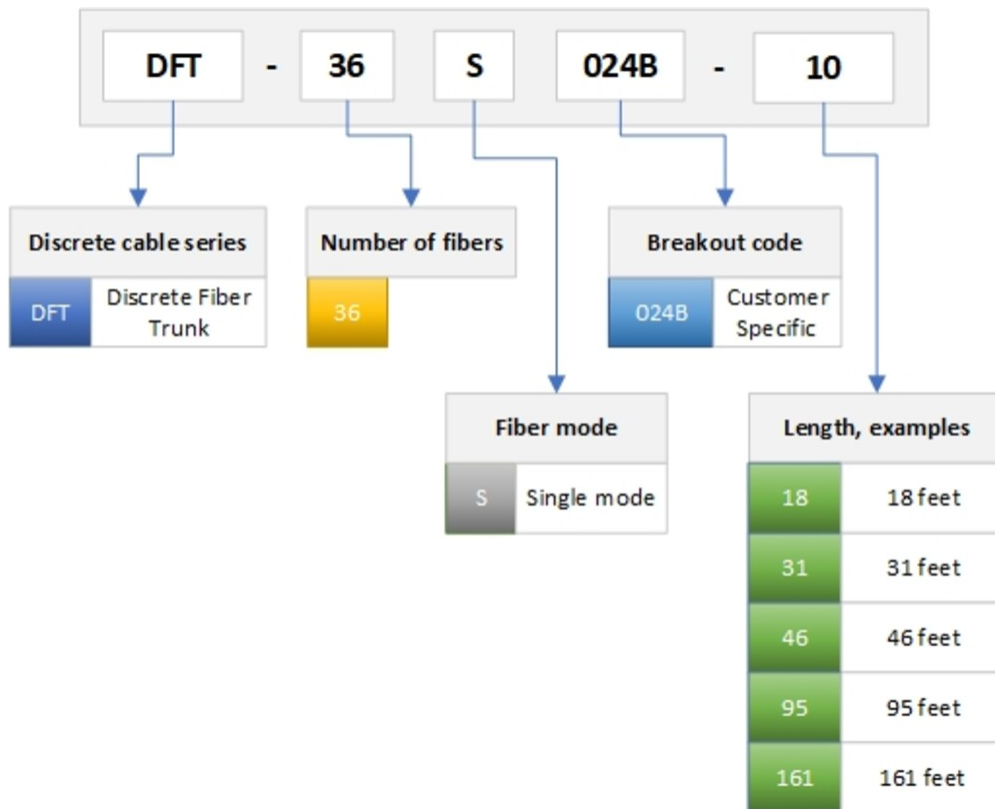 DFT - 36 S 024B - 10
Discrete cable series
DFT Discrete Fiber
Trunk
Number of fibers
36
Breakout code
024B Customer
Specific
Fiber mode
S Single mode
Length, examples
18 18 feet
31 31 feet
46 46 feet
95 95 feet
161 161 feet